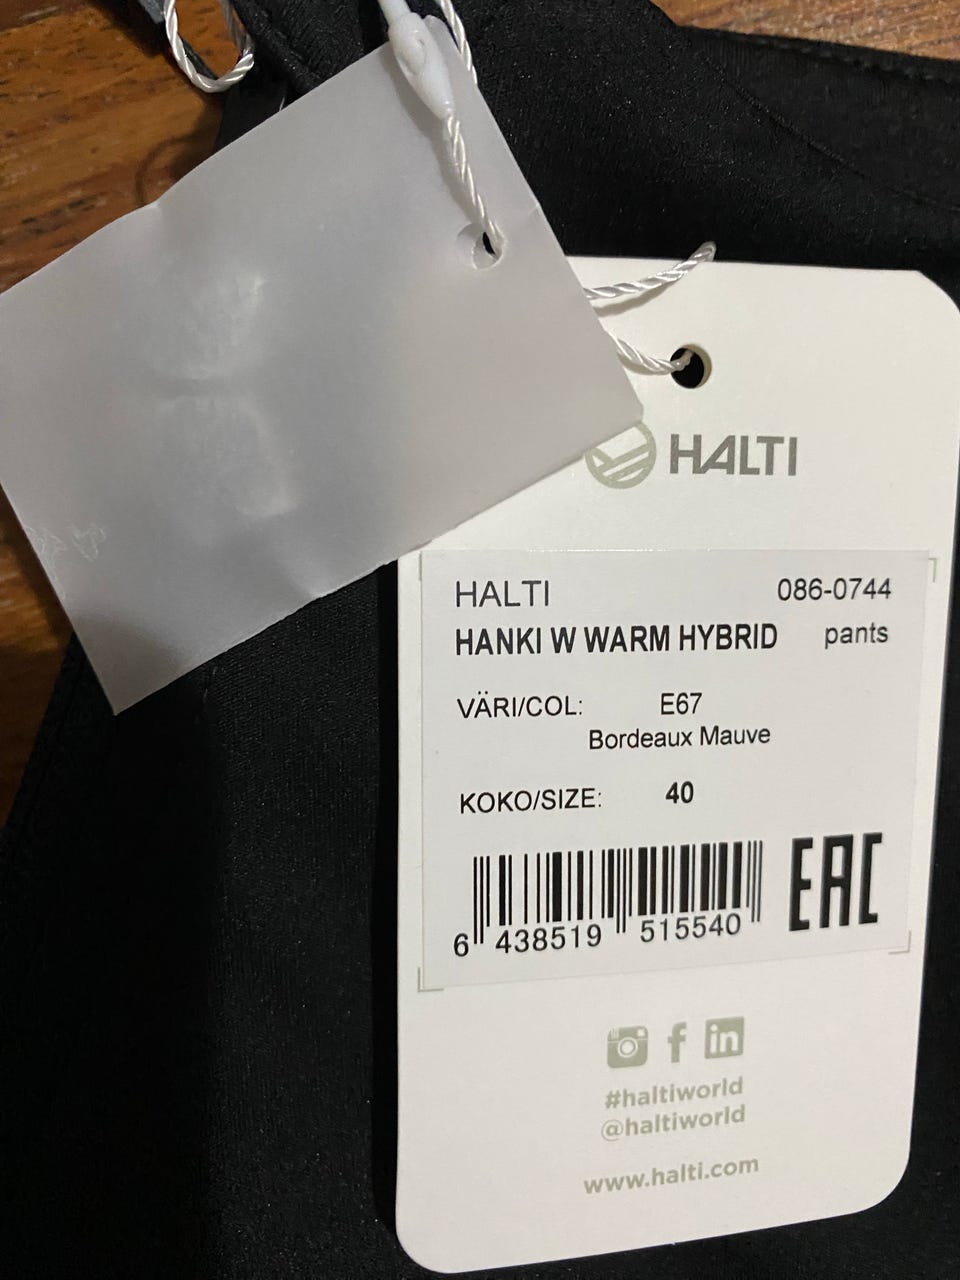 HALTI
HALTI 086-0744
HANKI W WARM HYBRID pants
VÄRI/COL: E67
Bordeaux Mauve
KOKO/SIZE: 40
EAC
6 438519 515540
#haltiworld
@haltiworld
www.halti.com